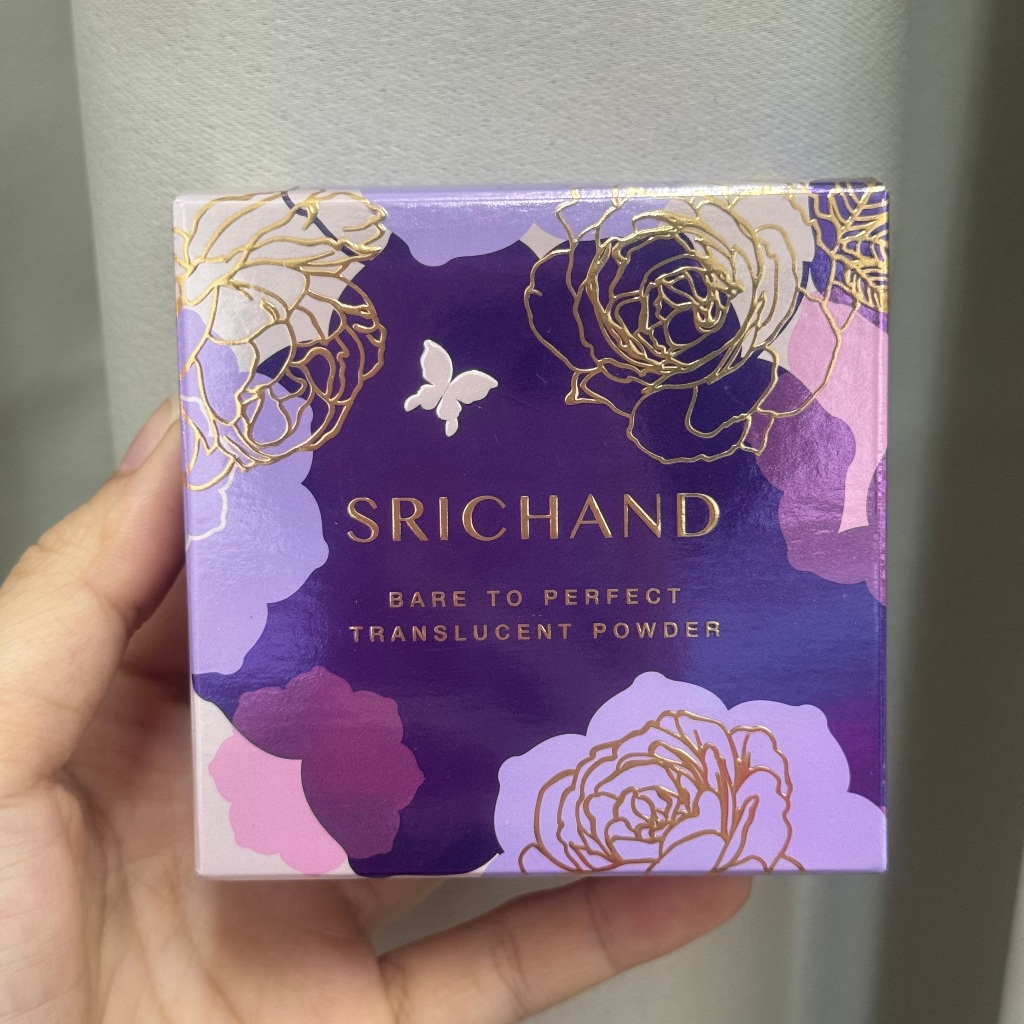 SRICHAND
BARE TO PERFECT
TRANSLUCENT POWDER